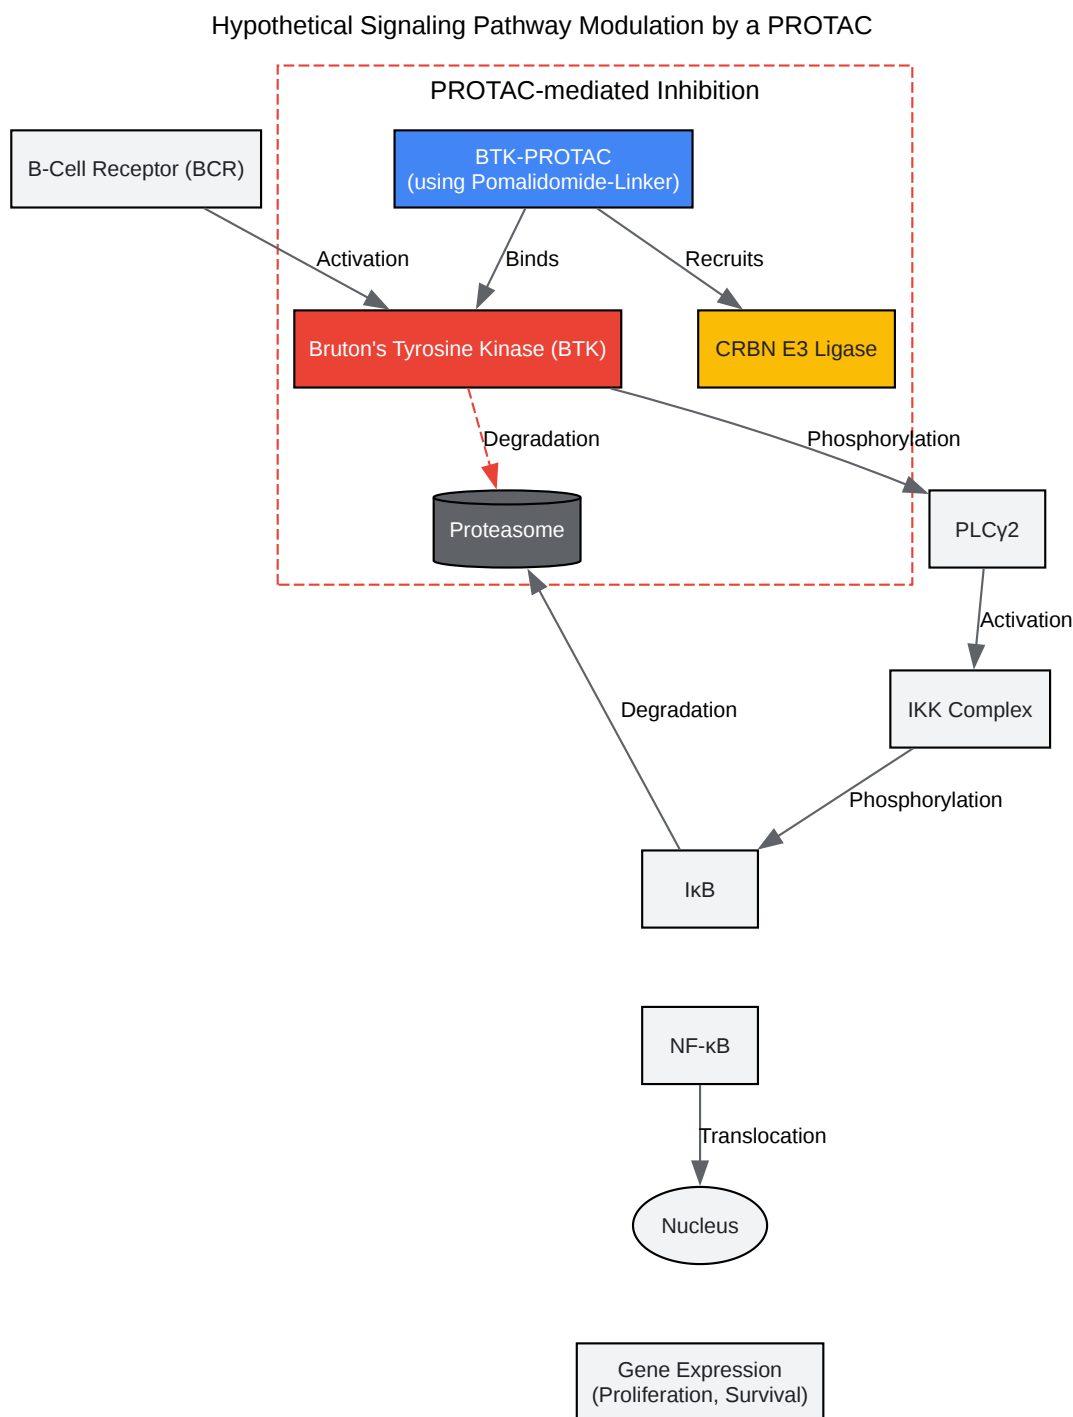 Hypothetical Signaling Pathway Modulation by a PROTAC
PROTAC-mediated Inhibition
B-Cell Receptor (BCR)
BTK-PROTAC
(using Pomalidomide-Linker)
Activation
Binds
Recruits
Bruton's Tyrosine Kinase (BTK)
CRBN E3 Ligase
Degradation
Phosphorylation
Proteasome
PLCγ2
Activation
Degradation
IKK Complex
Phosphorylation
IκB
NF-κB
Translocation
Nucleus
Gene Expression
(Proliferation, Survival)